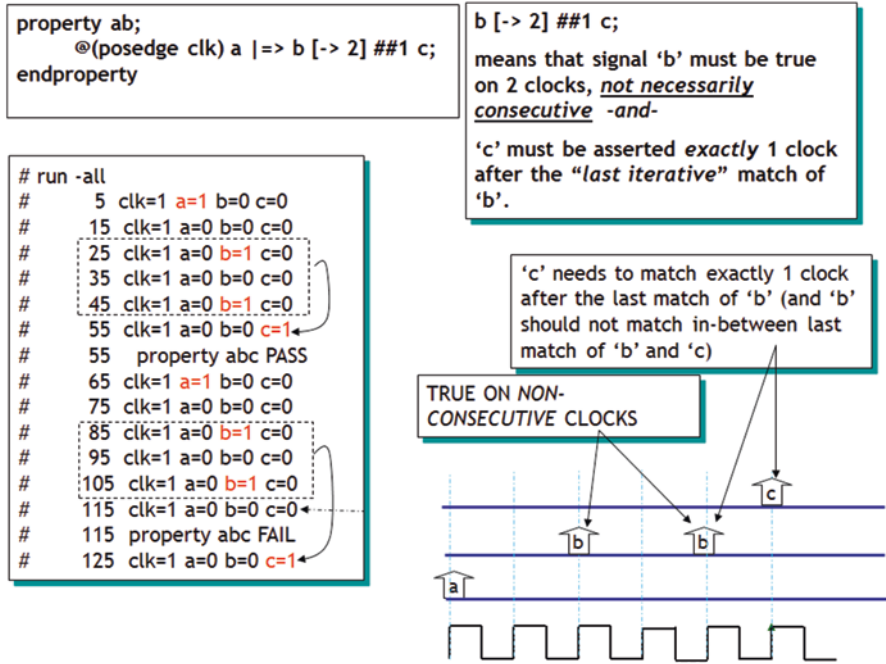 property ab;
@(posedge clk) a |=> b [-> 2] ##1 c;
endproperty
b [-> 2] ##1 c;
means that signal ‘b’ must be true
on 2 clocks, not necessarily
consecutive -and-
‘c’ must be asserted exactly 1 clock
after the “last iterative” match of
‘b’.
# run -all
# 5 clk=1 a=1 b=0 c=0
# 15 clk=1 a=0 b=0 c=0
# 25 clk=1 a=0 b=1 c=0
# 35 clk=1 a=0 b=0 c=0
# 45 clk=1 a=0 b=1 c=0
# 55 clk=1 a=0 b=0 c=1
# 55 property abc PASS
# 65 clk=1 a=1 b=0 c=0
# 75 clk=1 a=0 b=0 c=0
# 85 clk=1 a=0 b=1 c=0
# 95 clk=1 a=0 b=0 c=0
# 105 clk=1 a=0 b=1 c=0
# 115 clk=1 a=0 b=0 c=0
# 115 property abc FAIL
# 125 clk=1 a=0 b=0 c=1
‘c’ needs to match exactly 1 clock
after the last match of ‘b’ (and ‘b’
should not match in-between last
match of ‘b’ and ‘c)
TRUE ON NON-
CONSECUTIVE CLOCKS
c
b b
a